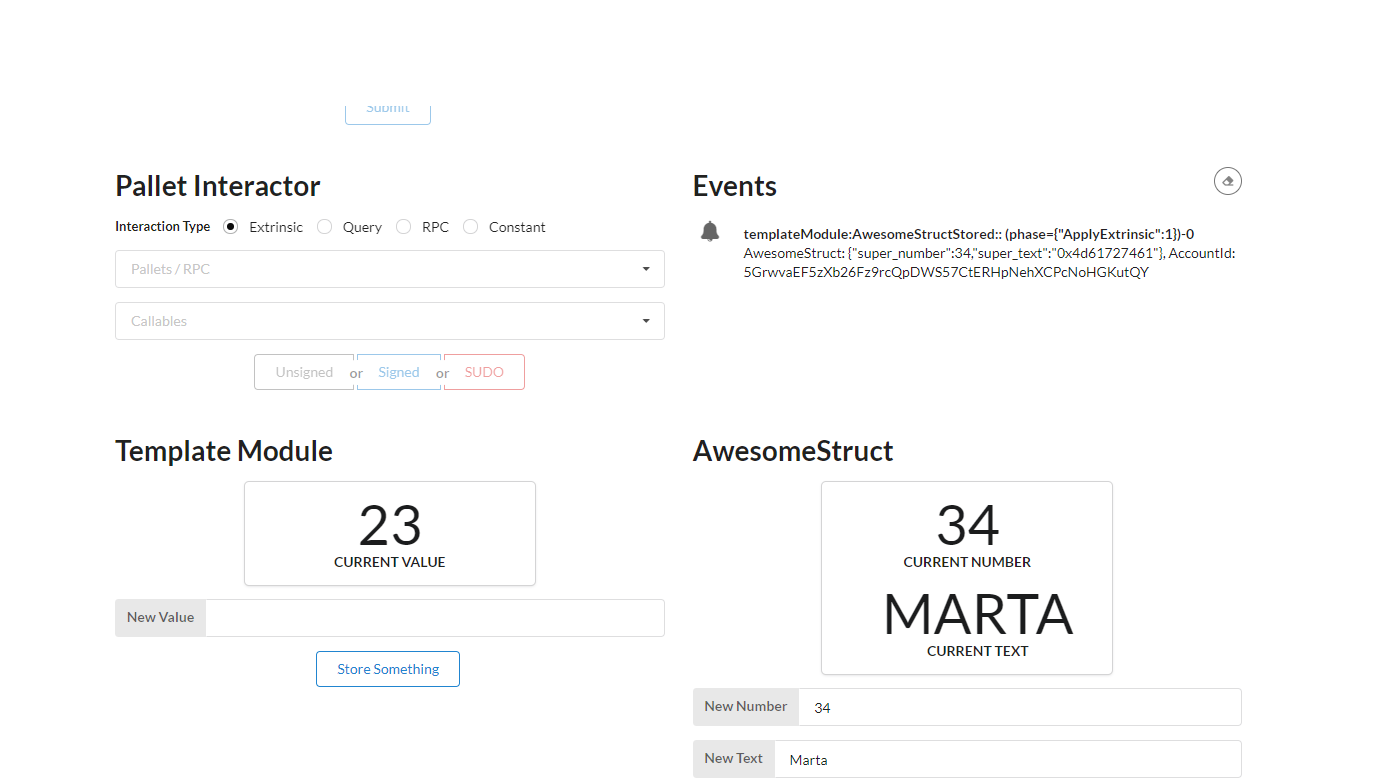 Submit
Pallet Interactor
Interaction Type Extrinsic Query RPC Constant
Pallets / RPC
Callables
Unsigned or Signed or SUDO
Events
templateModule:AwesomeStructStored:: (phase={"ApplyExtrinsic":1})-0
AwesomeStruct: {"super_number":34,"super_text":"0x4d61727461"}, AccountId:
5GrwvaEF5zXb26Fz9rcQpDWS57CtERHpNehXCPcNoHGKutQY
Template Module
23
CURRENT VALUE
New Value
Store Something
AwesomeStruct
34
CURRENT NUMBER
MARTA
CURRENT TEXT
New Number 34
New Text Marta